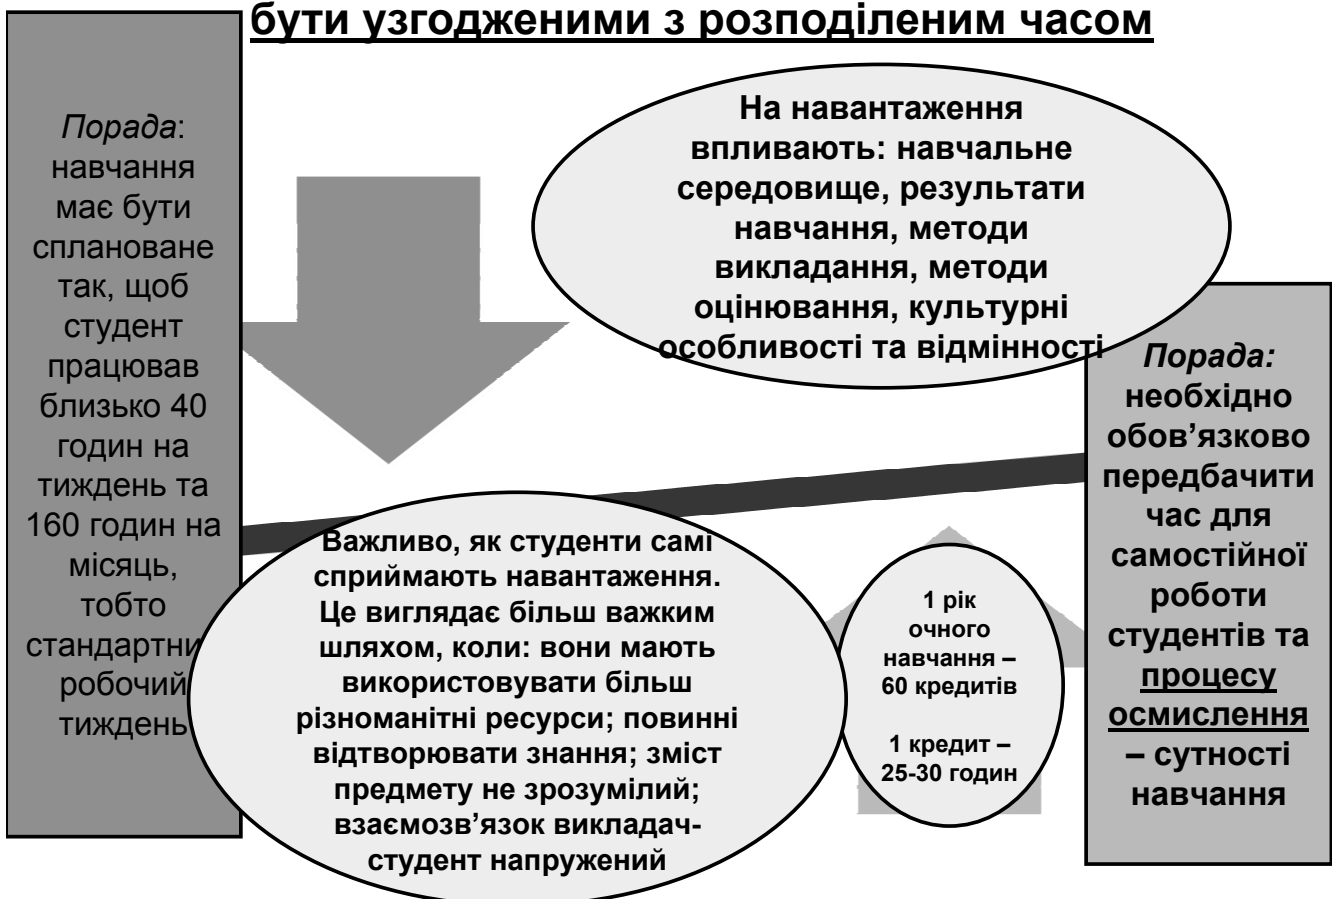 бути узгодженими з розподіленим часом
Порада:
навчання
має бути
сплановане
так, щоб
студент
працював
близько 40
годин на
тиждень та
160 годин на
місяць,
тобто
стандартни
робочий
тиждень
На навантаження
впливають: навчальне
середовище, результати
навчання, методи
викладання, методи
оцінювання, культурні
особливості та відмінності
Важливо, як студенти самі
сприймають навантаження.
Це виглядає більш важким
шляхом, коли: вони мають
використовувати більш
різноманітні ресурси; повинні
відтворювати знання; зміст
предмету не зрозумілий;
взаємозв’язок викладач-
студент напружений
1 рік
очного
навчання –
60 кредитів
1 кредит –
25-30 годин
Порада:
необхідно
обов’язково
передбачити
час для
самостійної
роботи
студентів та
процесу
осмислення
– сутності
навчання